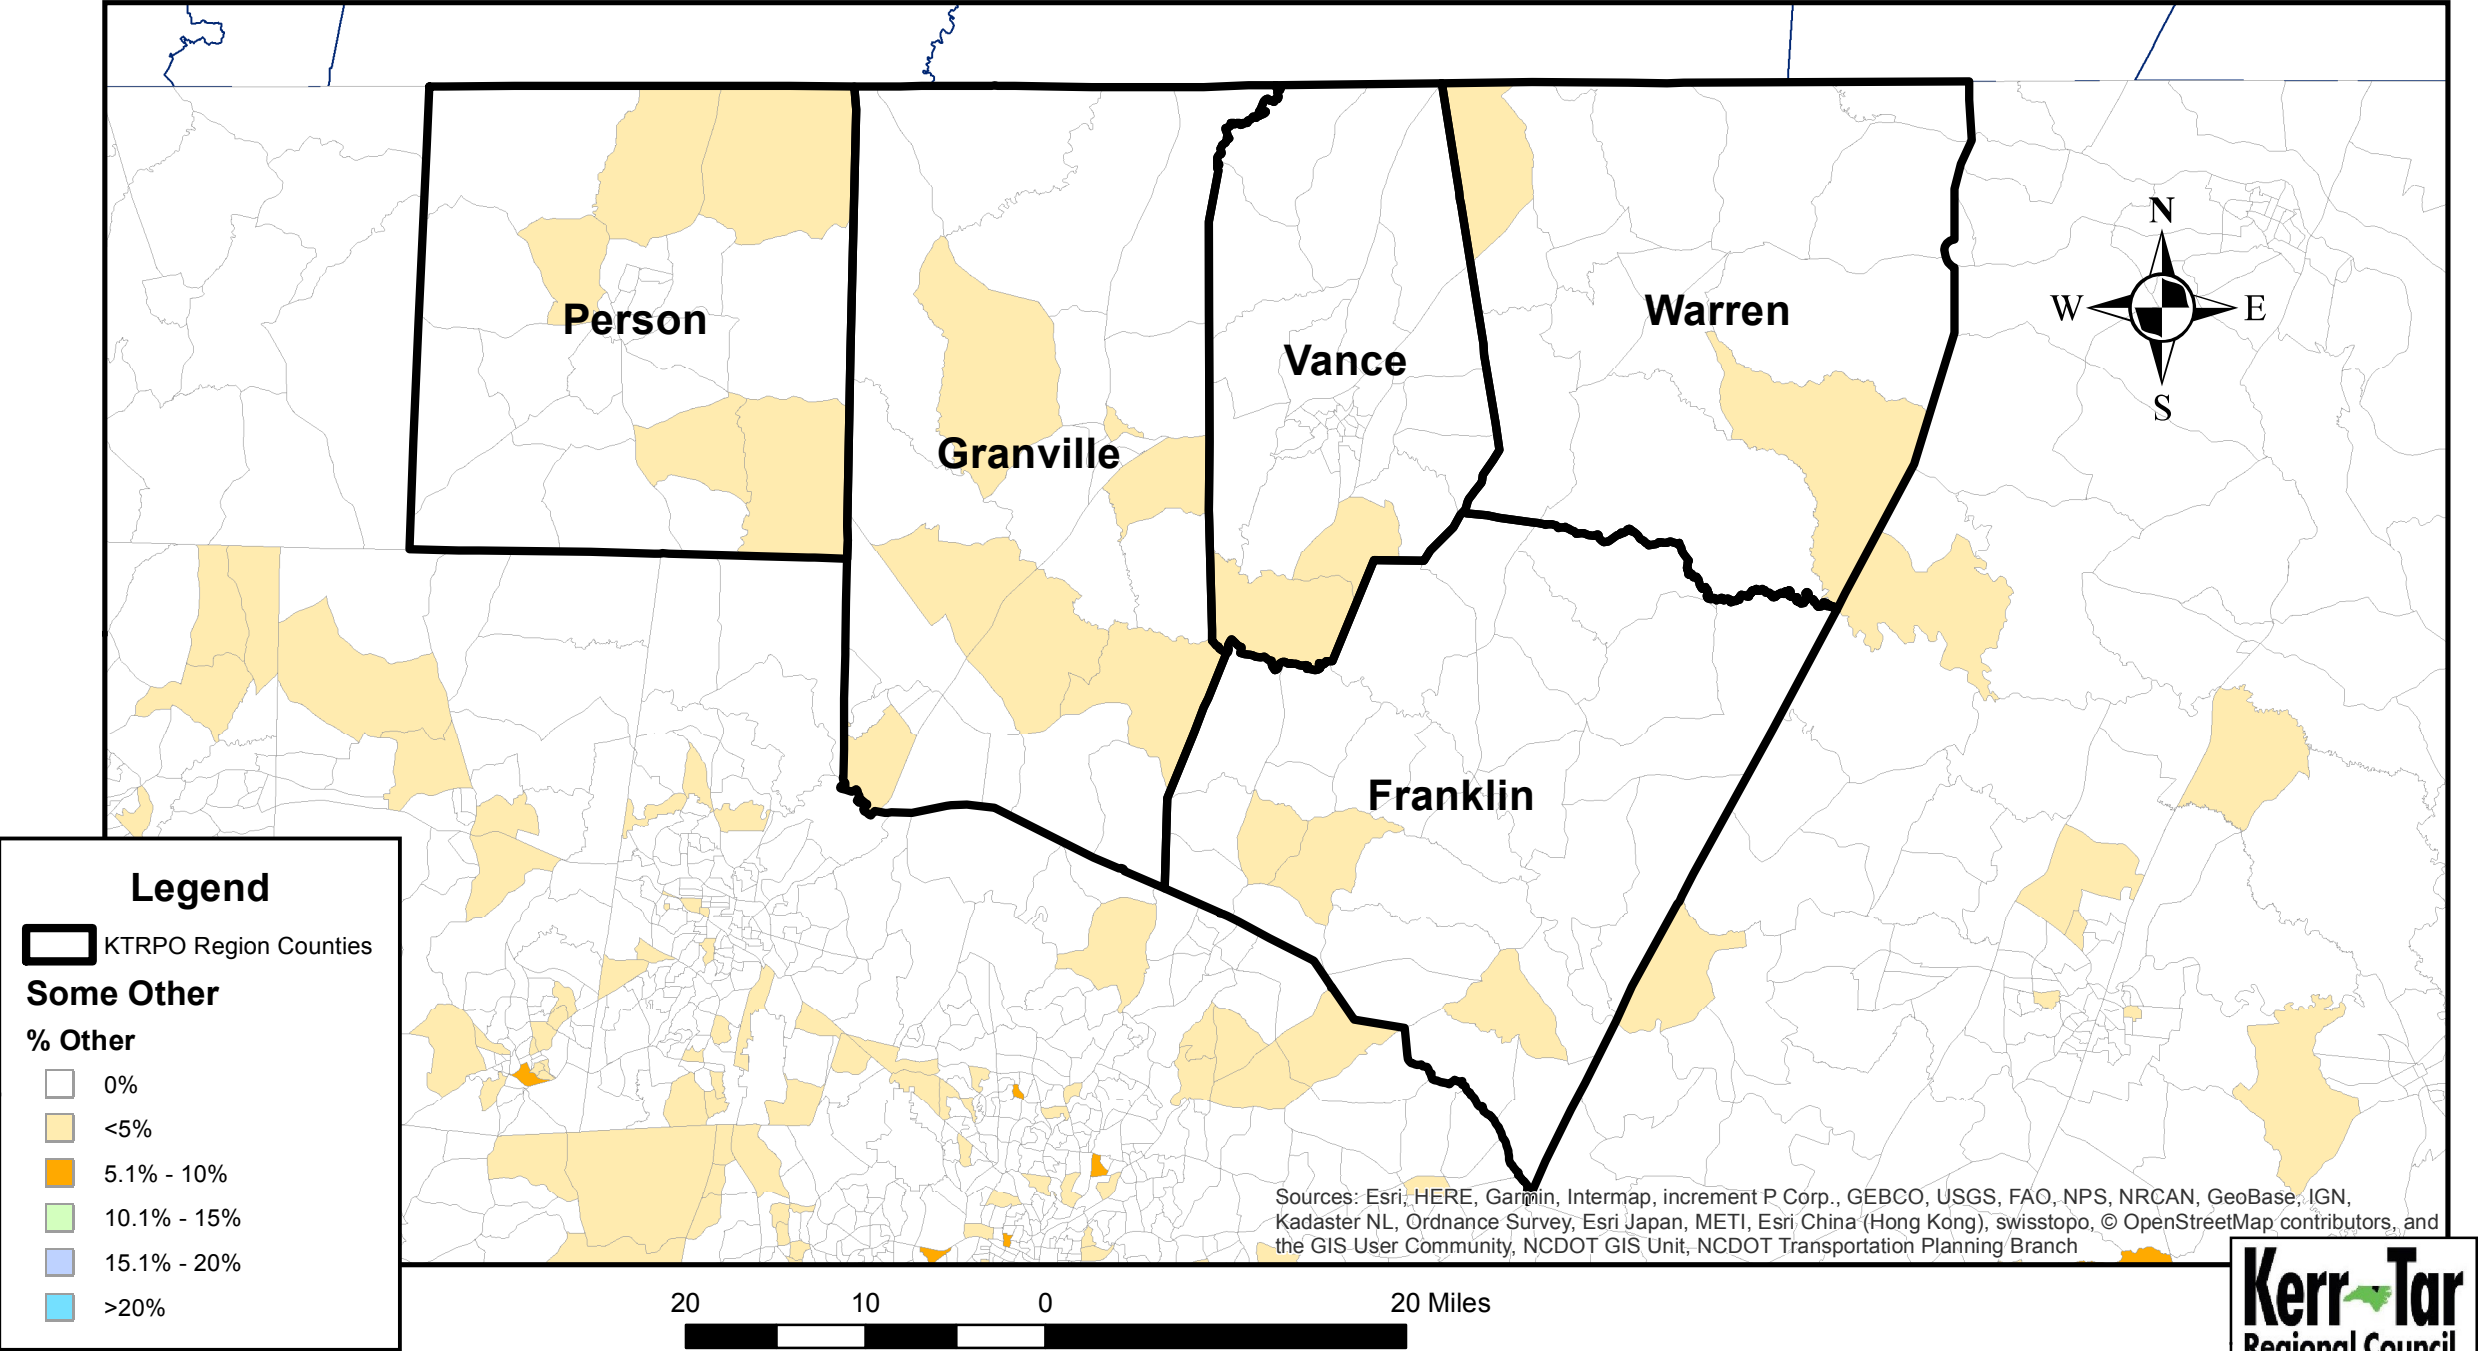 N
W
E
S
Person
Warren
Vance
Granville
Franklin
Legend
KTRPO Region Counties
Some Other
% Other
0%
<5%
5.1% - 10%
10.1% - 15%
15.1% - 20%
>20%
Sources: Esri, HERE, Garmin, Intermap, increment P Corp., GEBCO, USGS, FAO, NPS, NRCAN, GeoBase, IGN,
Kadaster NL, Ordnance Survey, Esri Japan, METI, Esri China (Hong Kong), swisstopo, © OpenStreetMap contributors, and
the GIS User Community, NCDOT GIS Unit, NCDOT Transportation Planning Branch
20 10 0 20 Miles
Kerr Tar
Regional Council